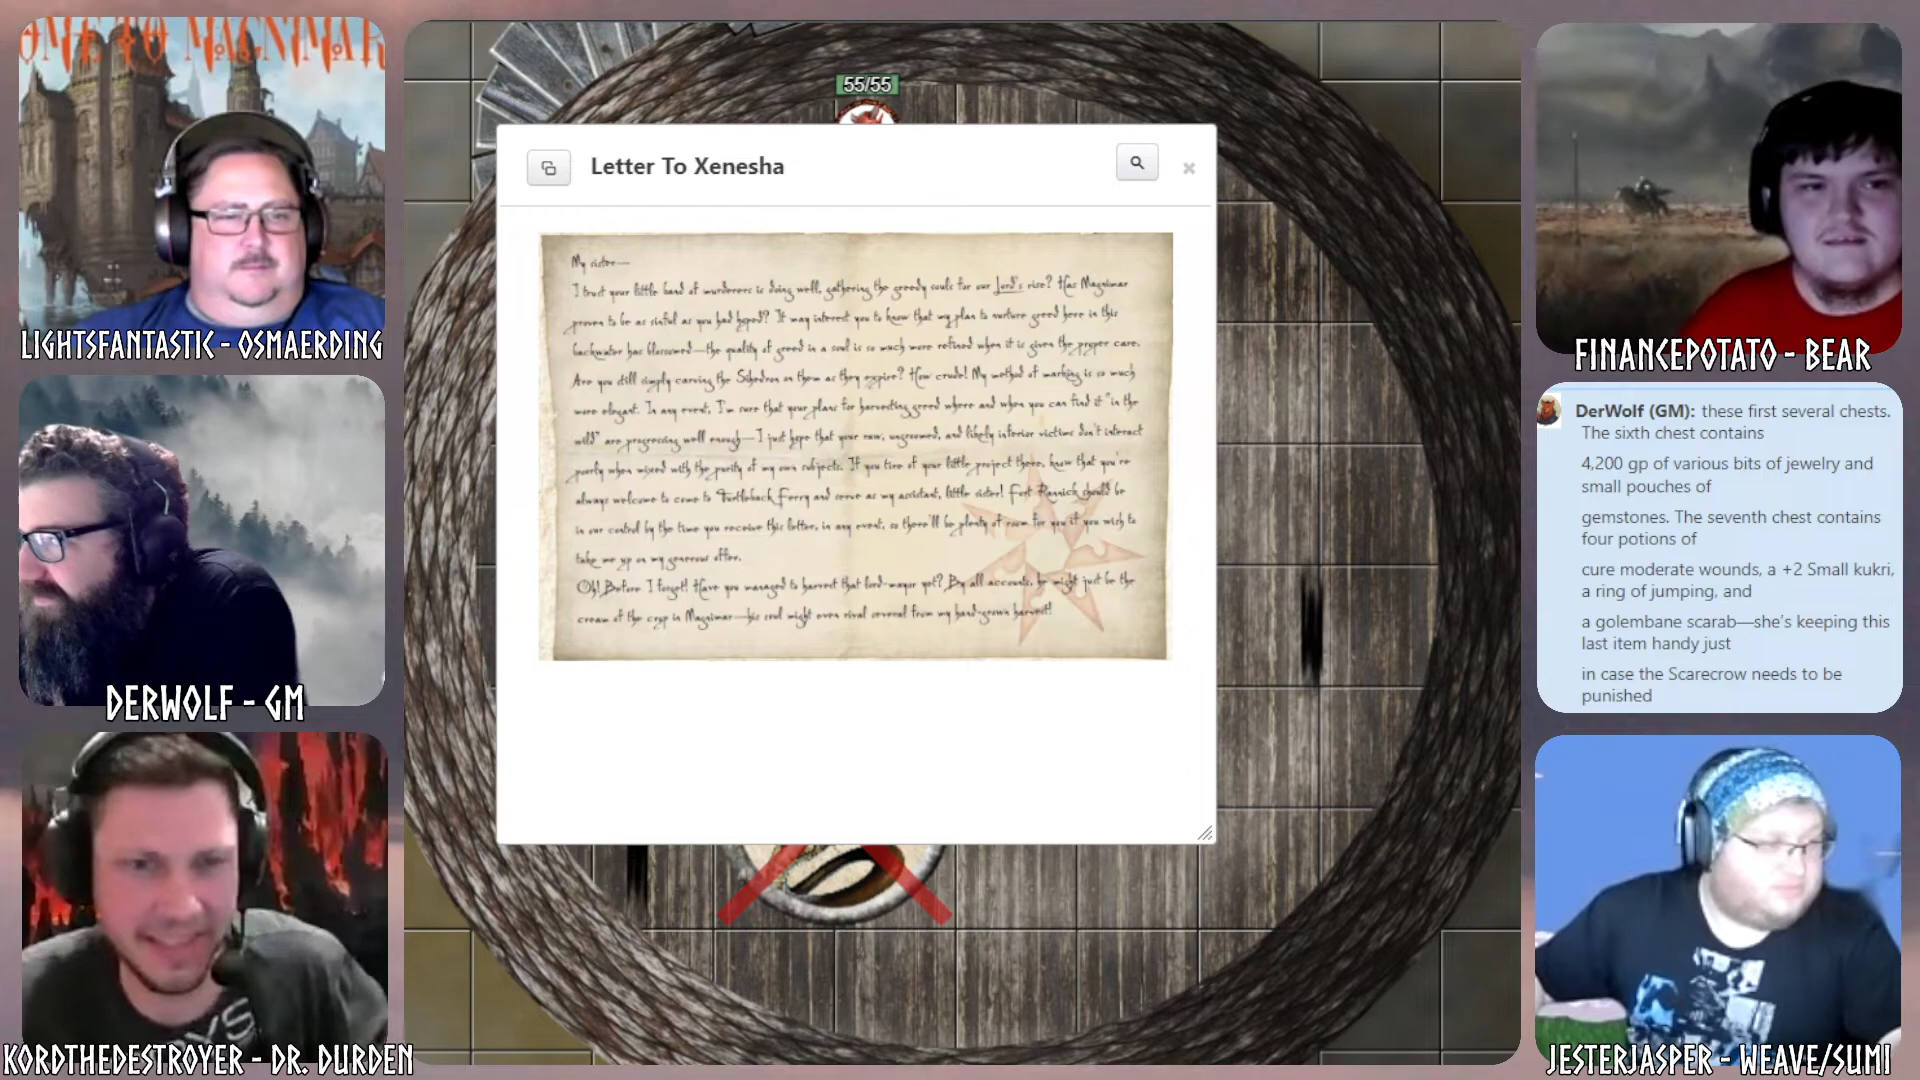 OME TO MAGNIMAR
LIGHTSFANTASTIC - OSMAERDING
DERWOLF - GM
KORDTHEDESTROYER - DR. DURDEN
55/55
Letter To Xenesha
My sister—
I trust your little band of murderers is doing well, gathering the greedy souls for our Lord's rise? Has Magnimar
proven to be as sinful as you had hoped? It may interest you to know that my plan to nurture greed here in this
backwater has blossomed—the quality of greed in a soul is so much more refined when it is given the proper care.
Are you still simply carving the Sihedron on them as they expire? How crude! My method of marking is so much
more elegant. In any event, I'm sure that your plans for harvesting greed where and when you can find it "in the
wild" are progressing well enough—I just hope that your raw, ungroomed, and likely inferior victims don't interact
poorly when mixed with the purity of my own subjects. If you tire of your little project there, know that you're
always welcome to come to Turtleback Ferry and serve as my assistant, little sister! Fort Rannick should be
in our control by the time you receive this letter, in any event, so there'll be plenty of room for you if you wish to
take me up on my generous offer.
Oh! Before I forget! Have you managed to harvest that lord-mayor yet? By all accounts, he might just be the
cream of the crop in Magnimar—his soul might even rival several from my hand-grown harvest!
FINANCEPOTATO - BEAR
DerWolf (GM): these first several chests.
The sixth chest contains
4,200 gp of various bits of jewelry and
small pouches of
gemstones. The seventh chest contains
four potions of
cure moderate wounds, a +2 Small kukri,
a ring of jumping, and
a golembane scarab—she's keeping this
last item handy just
in case the Scarecrow needs to be
punished
JESTERJASPER - WEAVE/SUMI